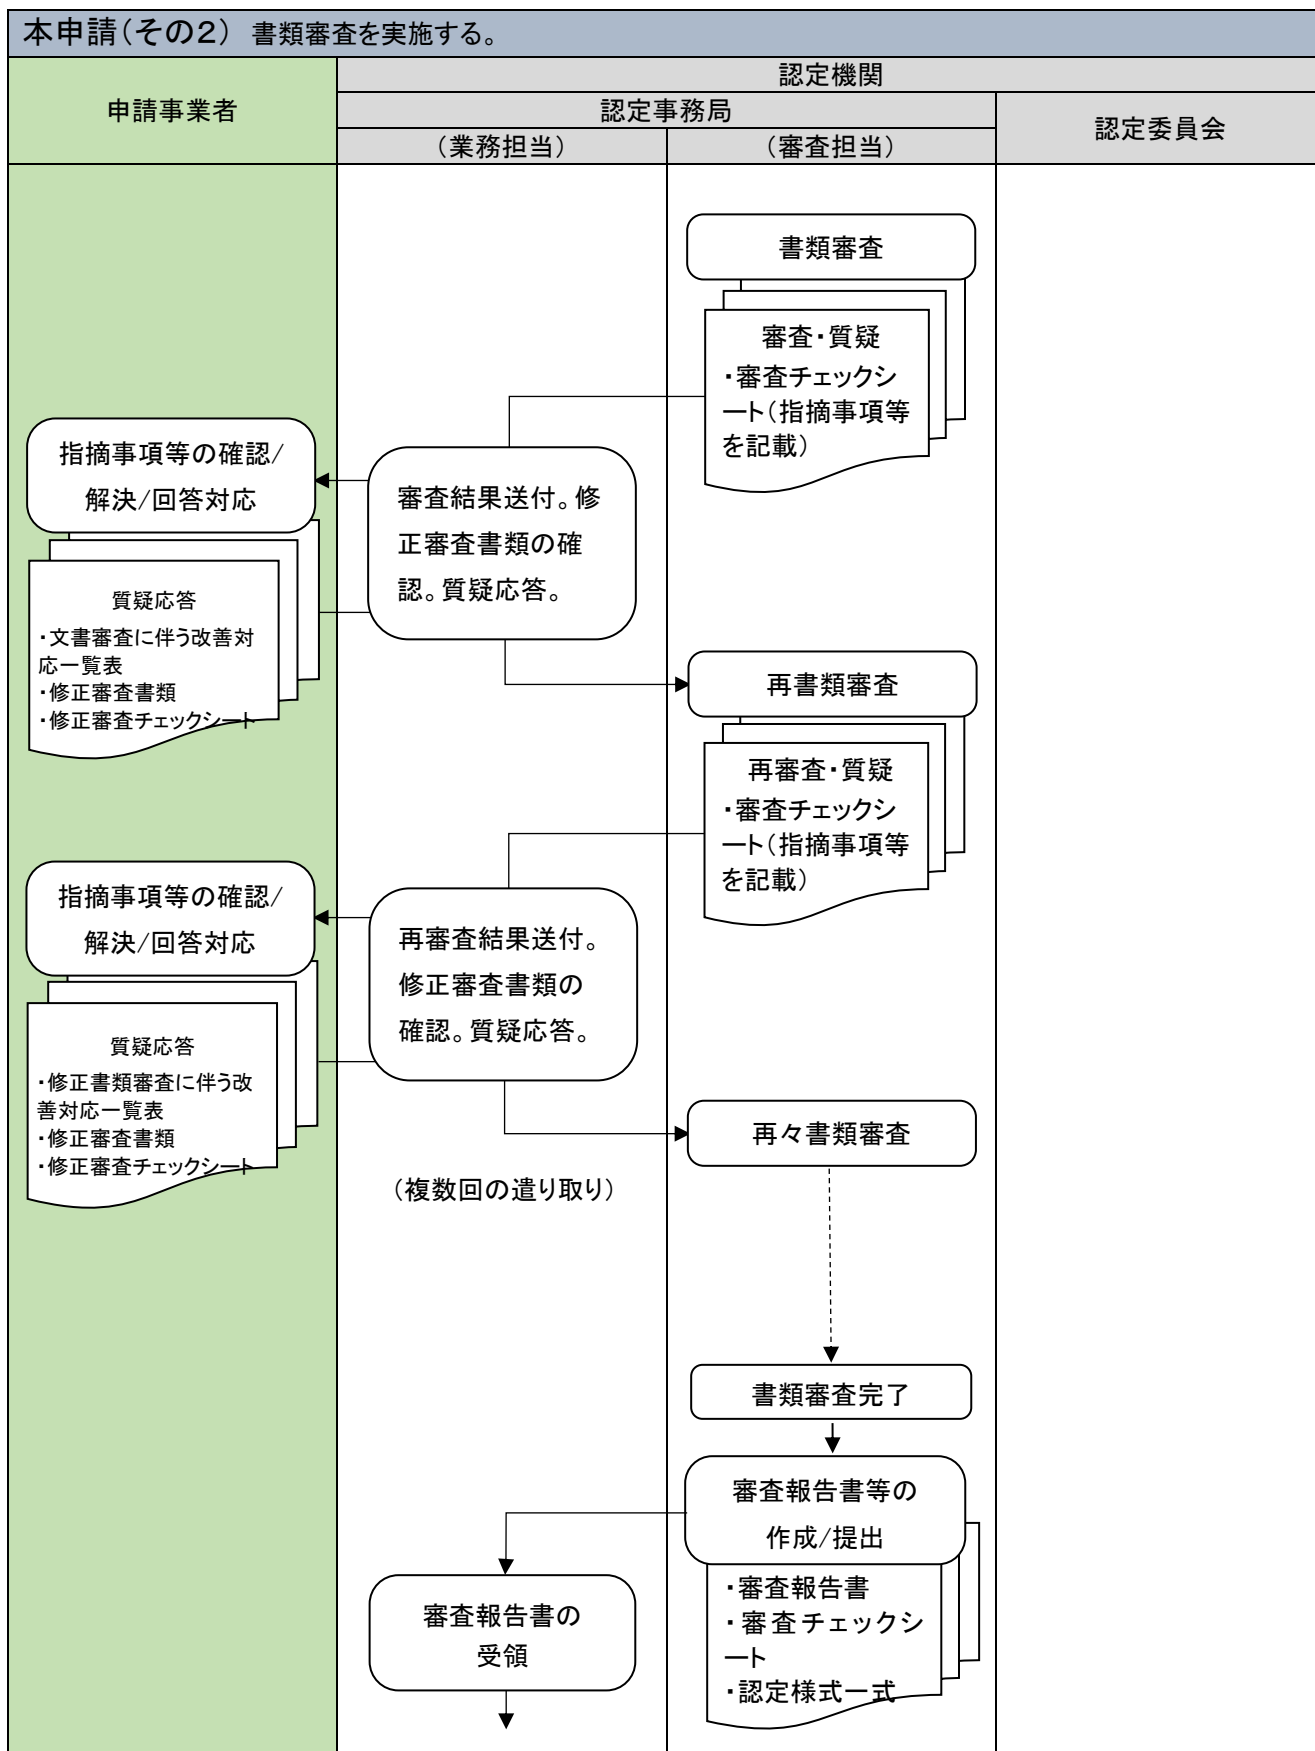 本申請（その２） 書類審査を実施する。
申請事業者
認定機関
認定事務局
認定委員会
（業務担当）
（審査担当）
書類審査
審査・質疑
・審査チェックシ
ート（指摘事項等
を記載）
指摘事項等の確認/
解決/回答対応
審査結果送付。修
正審査書類の確
認。質疑応答。
質疑応答
・文書審査に伴う改善対
応一覧表
・修正審査書類
・修正審査チェックシート
再書類審査
再審査・質疑
・審査チェックシ
ート（指摘事項等
を記載）
指摘事項等の確認/
解決/回答対応
再審査結果送付。
修正審査書類の
確認。質疑応答。
質疑応答
・修正書類審査に伴う改
善対応一覧表
・修正審査書類
・修正審査チェックシート
再々書類審査
（複数回の遣り取り）
書類審査完了
審査報告書等の
作成/提出
・審査報告書
・審査チェックシ
ート
・認定様式一式
審査報告書の
受領